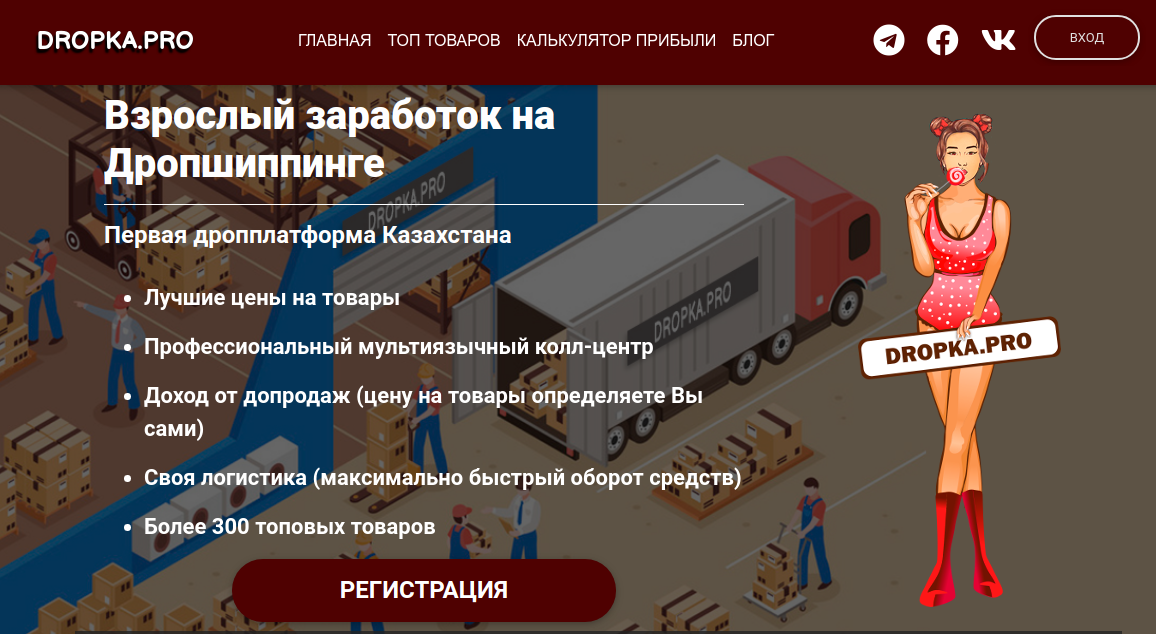 DROPKA.PRO
ГЛАВНАЯ ТОП ТОВАРОВ КАЛЬКУЛЯТОР ПРИБЫЛИ БЛОГ
ВХОД
Взрослый заработок на
Дропшиппинге
DROPKA.PRO
Первая дропплатформа Казахстана
Лучшие цены на товары
DROPKA.PRO
Профессиональный мультиязычный колл-центр
DROPKA.PRO
Доход от допродаж (цену на товары определяете Вы
сами)
Своя логистика (максимально быстрый оборот средств)
Более 300 топовых товаров
РЕГИСТРАЦИЯ